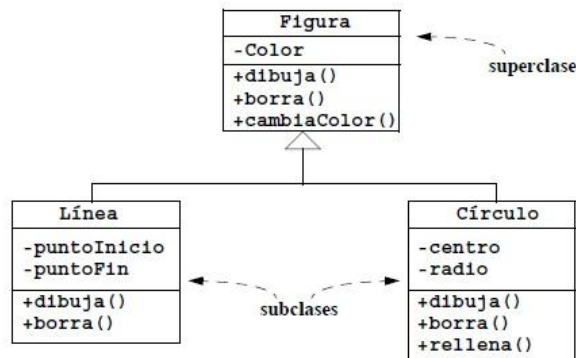 Figura
-Color
+dibuja()
+borra()
+cambiaColor()
superclase
Línea
-puntoInicio
-puntoFin
+dibuja()
+borra()
subclases
Círculo
-centro
-radio
+dibuja()
+borra()
+rellena()